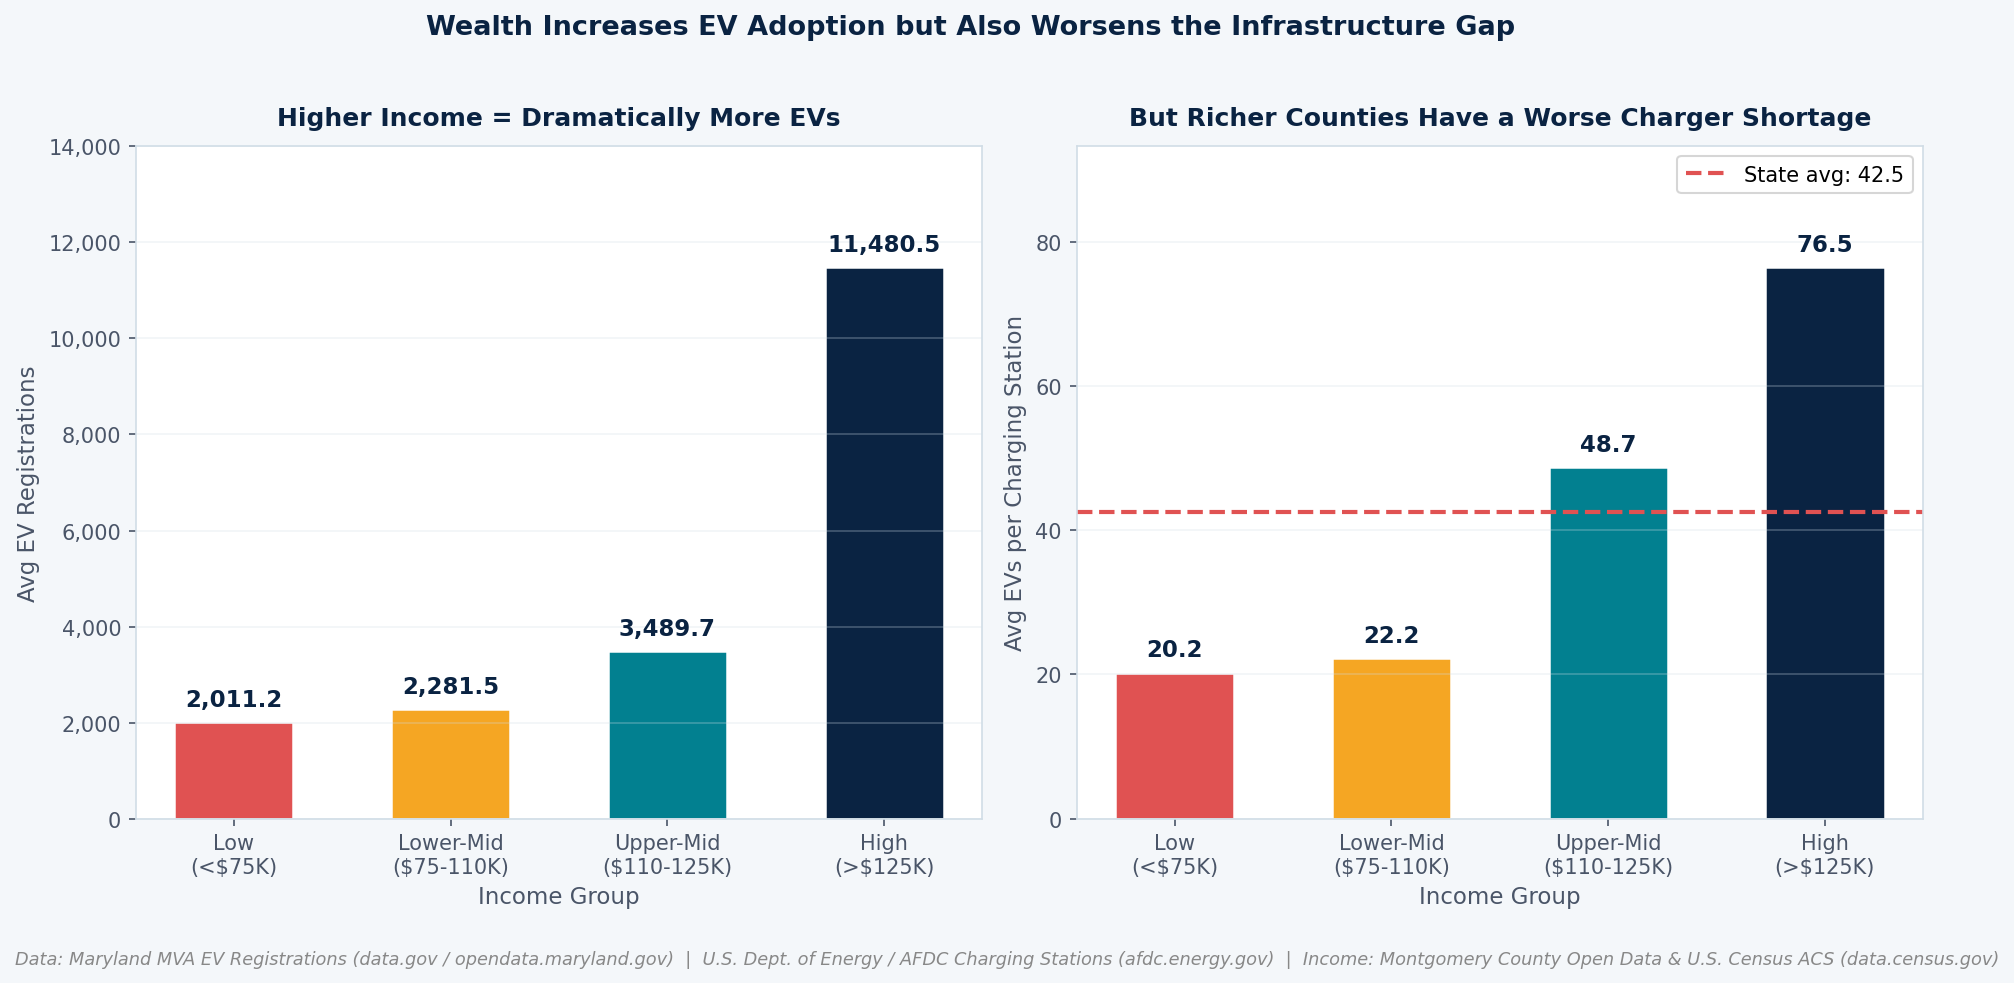 Wealth Increases EV Adoption but Also Worsens the Infrastructure Gap
Higher Income = Dramatically More EVs
14,000
12,000
10,000
8,000
6,000
4,000
2,000
0
Avg EV Registrations
2,011.2
2,281.5
3,489.7
11,480.5
Low
(<$75K)
Lower-Mid
($75-110K)
Upper-Mid
($110-125K)
High
(>$125K)
Income Group
But Richer Counties Have a Worse Charger Shortage
State avg: 42.5
80
60
40
20
0
Avg EVs per Charging Station
20.2
22.2
48.7
76.5
Low
(<$75K)
Lower-Mid
($75-110K)
Upper-Mid
($110-125K)
High
(>$125K)
Income Group
Data: Maryland MVA EV Registrations (data.gov / opendata.maryland.gov) | U.S. Dept. of Energy / AFDC Charging Stations (afdc.energy.gov) | Income: Montgomery County Open Data & U.S. Census ACS (data.census.gov)